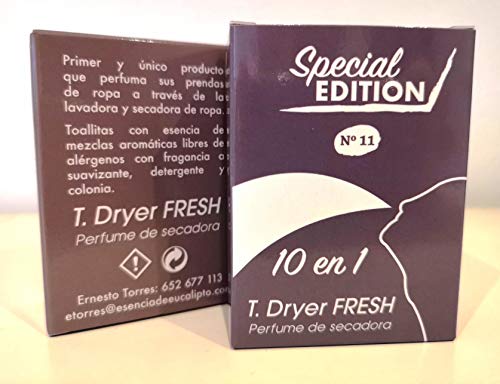 Primer y único producto
que perfuma sus prendas
de ropa a través de la
lavadora y secadora de ropa.
Toallitas con esencia de
mezclas aromáticas libres de
alérgenos con fragancia a
suavizante, detergente y
colonia.
T. Dryer FRESH
Perfume de secadora
Ernesto Torres: 652 677 113
etorres@esenciadeeucalipto.com
Special
EDITION
Nº 11
10 en 1
T. Dryer FRESH
Perfume de secadora